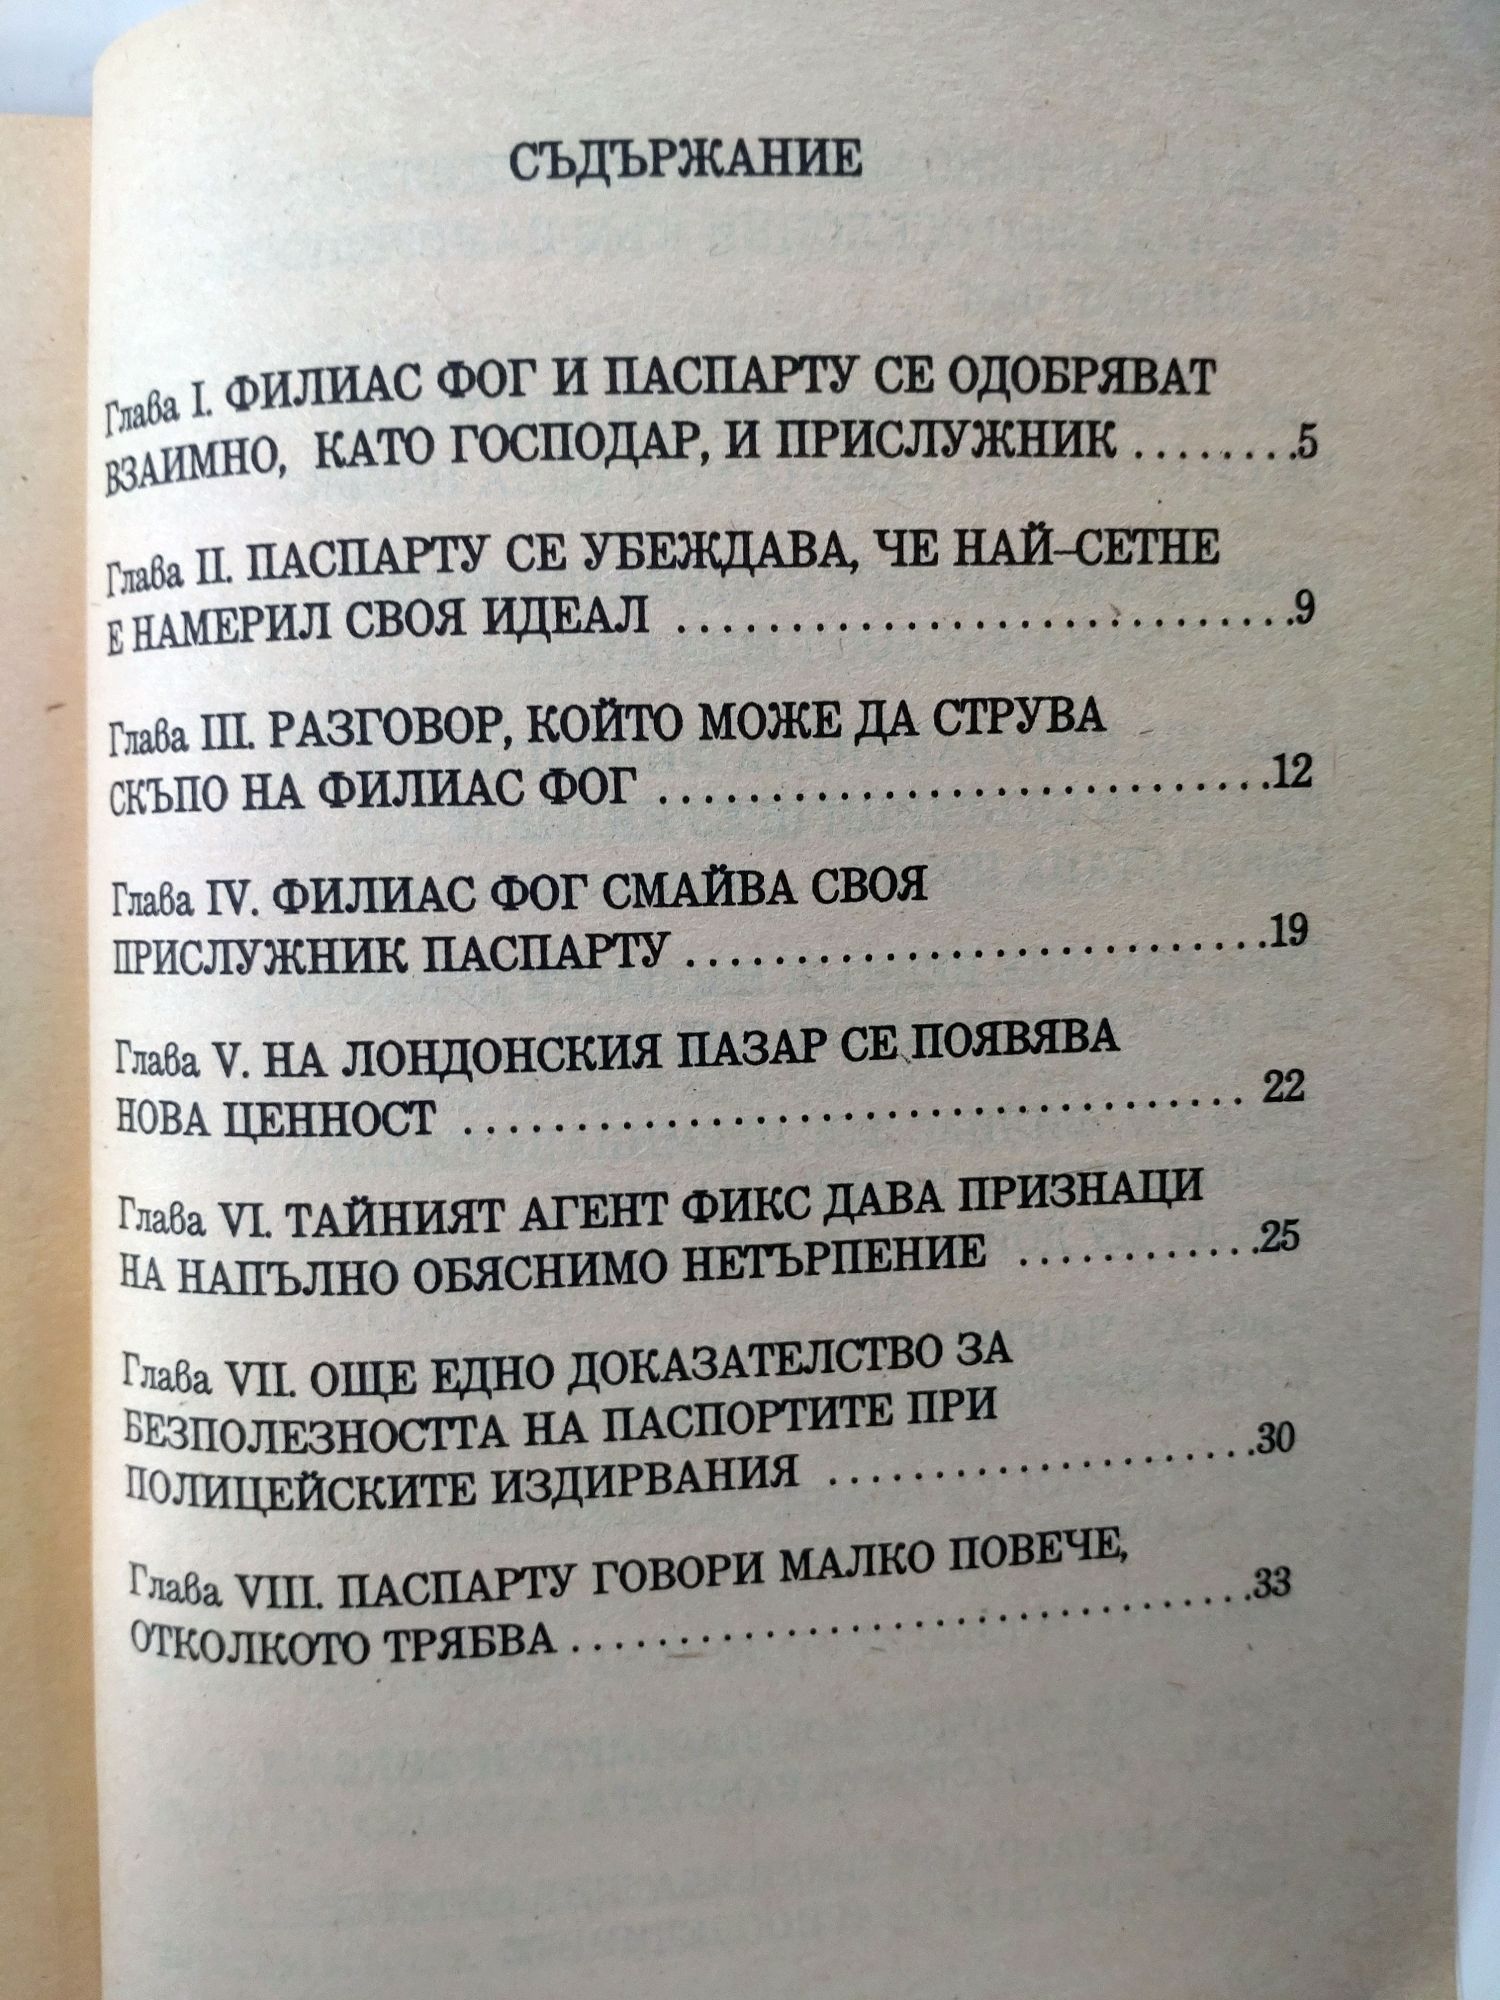 СЪДЪРЖАНИЕ
Глава I. ФИЛИАС ФОГ И ПАСПАРТУ СЕ ОДОБРЯВАТ
ВЗАИМНО, КАТО ГОСПОДАР, И ПРИСЛУЖНИК ........5
Глава II. ПАСПАРТУ СЕ УБЕЖДАВА, ЧЕ НАЙ–СЕТНЕ
Е НАМЕРИЛ СВОЯ ИДЕАЛ ............................9
Глава III. РАЗГОВОР, КОЙТО МОЖЕ ДА СТРУВА
СКЪПО НА ФИЛИАС ФОГ ............................12
Глава IV. ФИЛИАС ФОГ СМАЙВА СВОЯ
ПРИСЛУЖНИК ПАСПАРТУ ..........................19
Глава V. НА ЛОНДОНСКИЯ ПАЗАР СЕ ПОЯВЯВА
НОВА ЦЕННОСТ ................................... 22
Глава VI. ТАЙНИЯТ АГЕНТ ФИКС ДАВА ПРИЗНАЦИ
НА НАПЪЛНО ОБЯСНИМО НЕТЪРПЕНИЕ ...........25
Глава VII. ОЩЕ ЕДНО ДОКАЗАТЕЛСТВО ЗА
БЕЗПОЛЕЗНОСТТА НА ПАСПОРТИТЕ ПРИ
ПОЛИЦЕЙСКИТЕ ИЗДИРВАНИЯ ...................30
Глава VIII. ПАСПАРТУ ГОВОРИ МАЛКО ПОВЕЧЕ,
ОТКОЛКОТО ТРЯБВА ..............................33